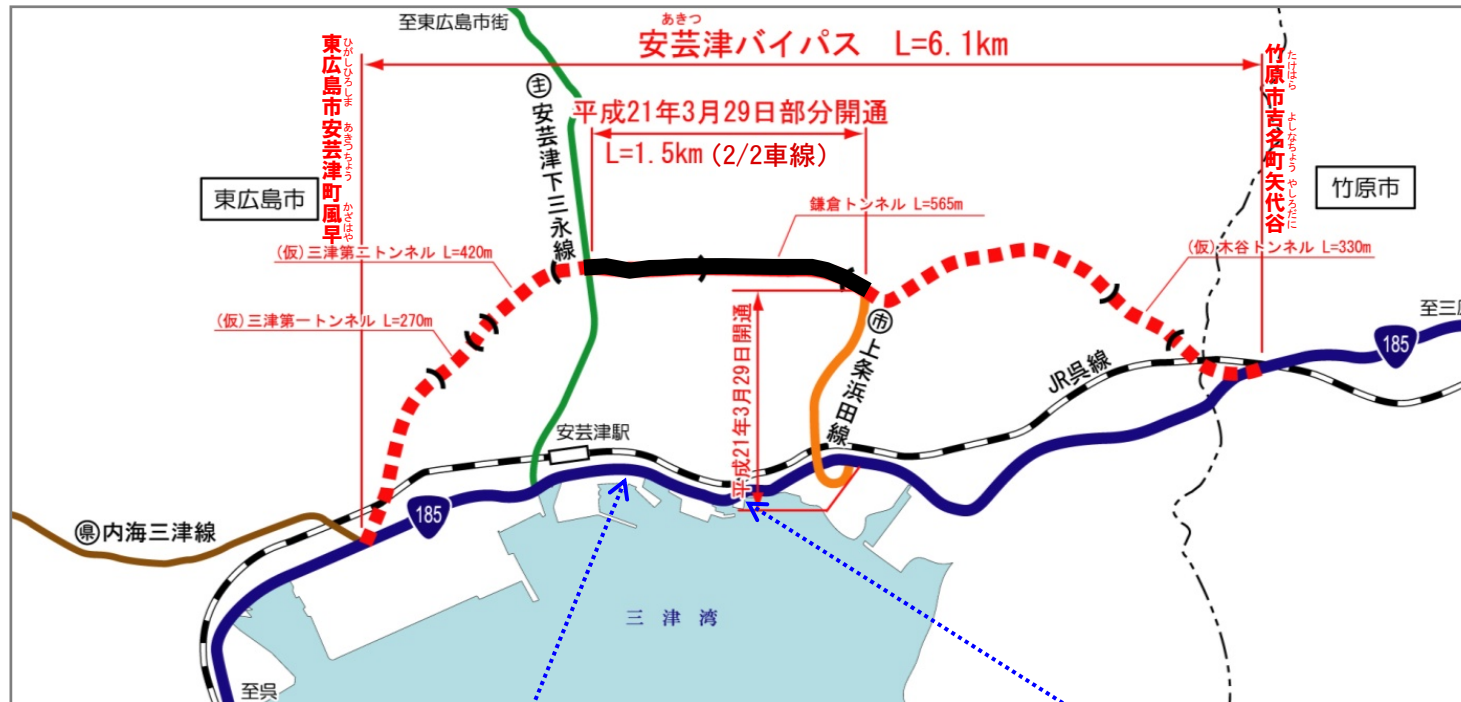 至東広島市街
あきつ
安芸津バイパス L=6.1km
ひがしひろしま あきつちょう かざはや
東広島市安芸津町風早
たけはら よしなちょう やしろだに
竹原市吉名町矢代谷
主 安芸津下三永線
平成21年3月29日部分開通
L=1.5km (2/2車線)
東広島市
竹原市
鎌倉トンネル L=565m
(仮)三津第二トンネル L=420m
(仮)木谷トンネル L=330m
(仮)三津第一トンネル L=270m
平成21年3月29日開通
市 上条浜田線
至三原
185
JR呉線
安芸津駅
185
県 内海三津線
三津湾
至呉